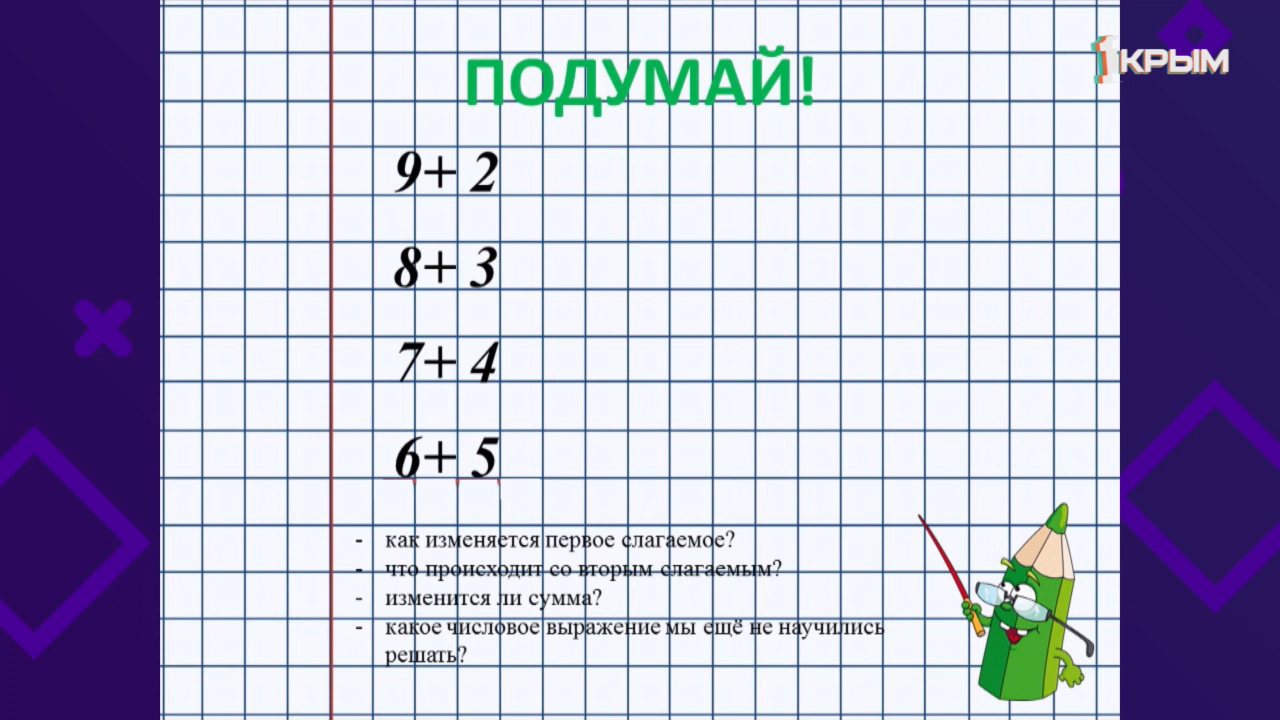 ПОДУМАЙ!
1КРЫМ
9+ 2
8+ 3
7+ 4
6+ 5
- как изменяется первое слагаемое?
- что происходит со вторым слагаемым?
- изменится ли сумма?
- какое числовое выражение мы ещё не научились
решать?